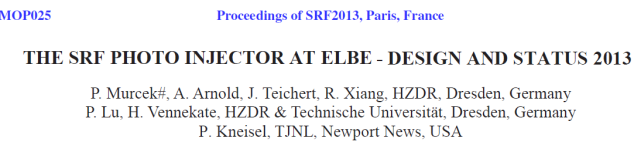 MOP025 Proceedings of SRF2013, Paris, France
THE SRF PHOTO INJECTOR AT ELBE - DESIGN AND STATUS 2013
P. Murcek#, A. Arnold, J. Teichert, R. Xiang, HZDR, Dresden, Germany
P. Lu, H. Vennekate, HZDR & Technische Universität, Dresden, Germany
P. Kneisel, TJNL, Newport News, USA